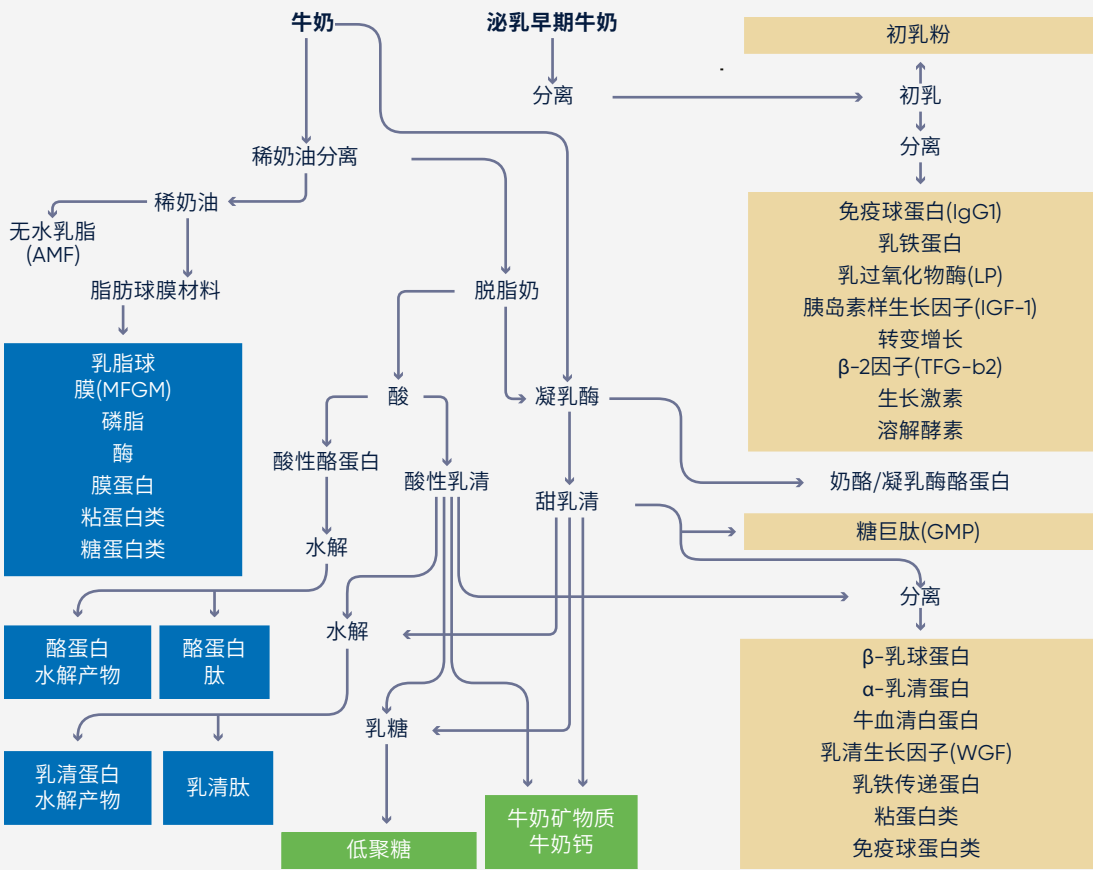 牛奶
泌乳早期牛奶
初乳粉
分离
初乳
分离
稀奶油分离
稀奶油
无水乳脂
(AMF)
脂肪球膜材料
脱脂奶
免疫球蛋白(IgG1)
乳铁蛋白
乳过氧化物酶(LP)
胰岛素样生长因子(IGF-1)
转变增长
β-2因子(TFG-b2)
生长激素
溶解酵素
乳脂球
膜(MFGM)
磷脂
酶
膜蛋白
粘蛋白类
糖蛋白类
酸
凝乳酶
酸性酪蛋白
酸性乳清
甜乳清
奶酪/凝乳酶酪蛋白
糖巨肽(GMP)
水解
分离
水解
酪蛋白
水解产物
酪蛋白
肽
β-乳球蛋白
α-乳清蛋白
牛血清白蛋白
乳清生长因子(WGF)
乳铁传递蛋白
粘蛋白类
免疫球蛋白类
乳糖
乳清蛋白
水解产物
乳清肽
低聚糖
牛奶矿物质
牛奶钙